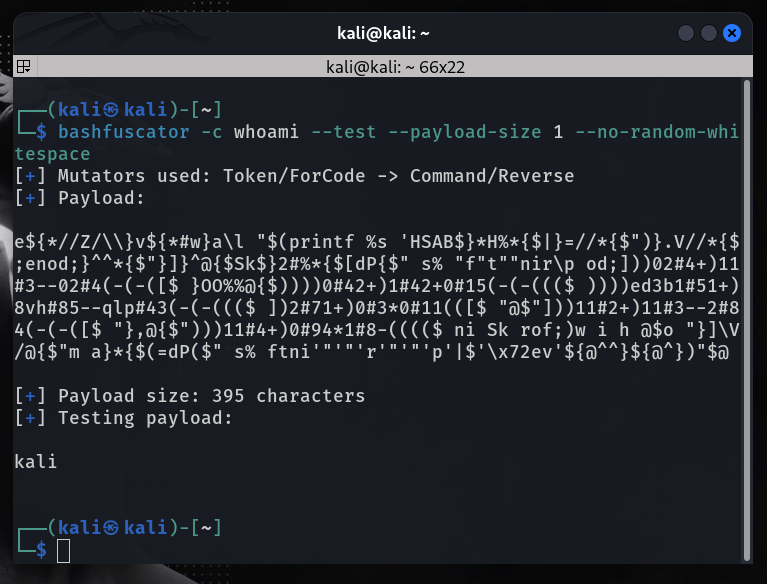 kali@kali: ~
kali@kali: ~ 66x22
┌──(kali㉿kali)-[~]
└─$ bashfuscator -c whoami --test --payload-size 1 --no-random-whi
tespace
[+] Mutators used: Token/ForCode -> Command/Reverse
[+] Payload:
e${*//Z/\\}v${*#w}a\l "$(printf %s 'HSAB$}*H%*{$|}=//*{$")}.V//*{$
;enod;}^^*{$"}]}^@{$Sk$}2#%*{$[dP{$" s% "f"t""nir\p od;]))02#4+)11
#3--02#4(-(-([$ }OO%%@{$))))0#42+)1#42+0#15(-(-((($ ))))ed3b1#51+)
8vh#85--qlp#43(-(-((($ ])2#71+)0#3*0#11(([$ "@$"]))11#2+)11#3--2#8
4(-(-([$ "},@{$")))11#4+)0#94*1#8-(((($ ni Sk rof;)w i h @$o "}]\V
/@{$"m a}*{$(=dP($" s% ftni'"'"'r'"'"'p'|$'\x72ev'${@^^}${@^})"$@
[+] Payload size: 395 characters
[+] Testing payload:
kali
┌──(kali㉿kali)-[~]
└─$